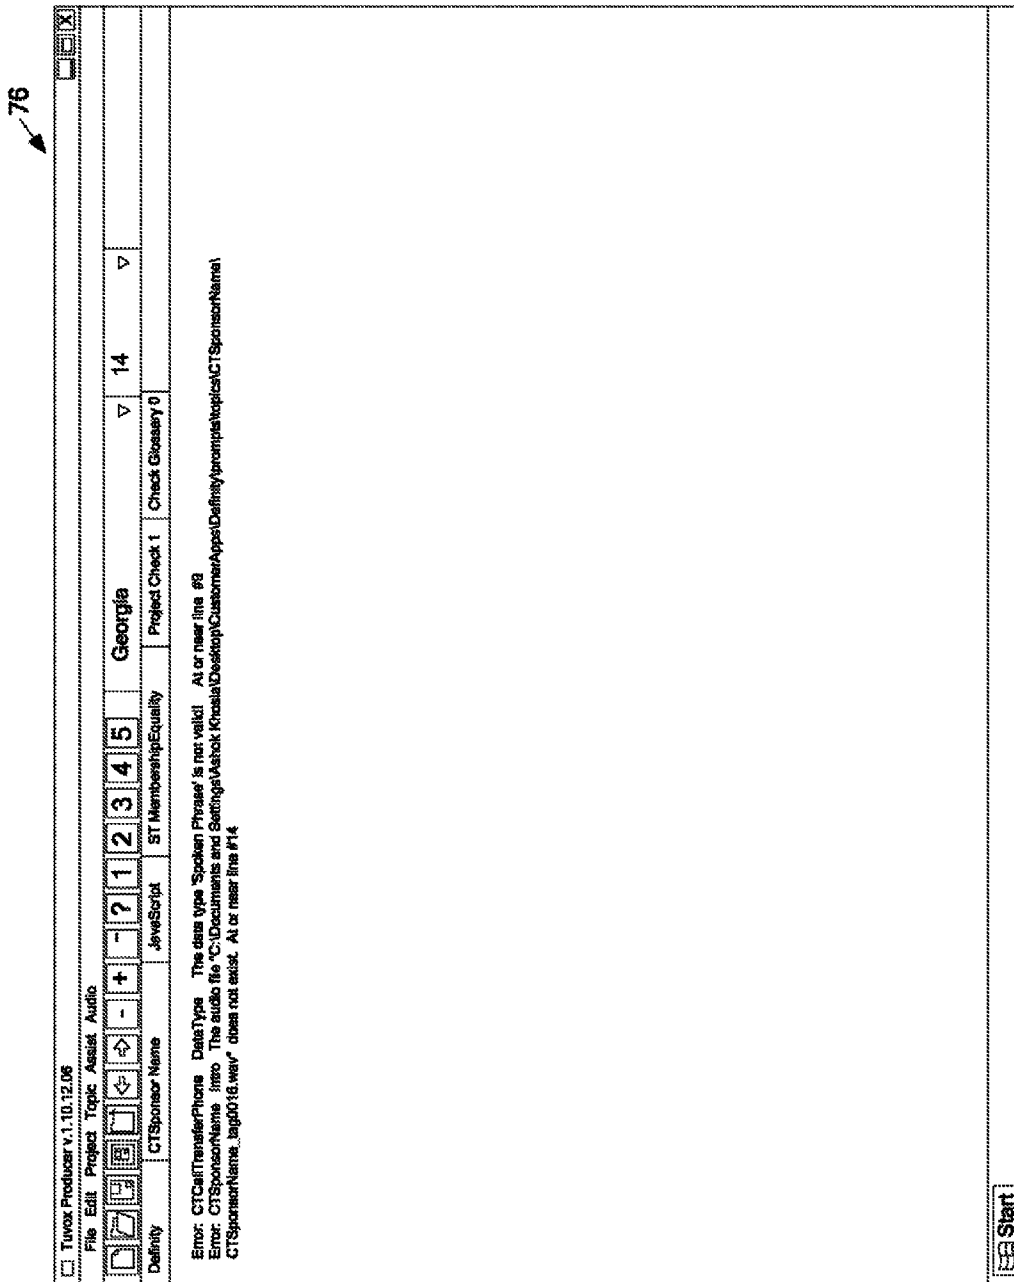 76
Tuvox Producer v.1.10.12.06
File Edit Project Topic Assist Audio
- + - ? 1 2 3 4 5 Georgia 14
Definity CTSponsor Name JavaScript ST MembershipEquality Project Check 1 Check Glossary 0
Error: CTCallTransferPhone DataType The data type 'Spoken Phrase' is not valid! At or near line #9
Error: CTSponsorName Intro The audio file "C:\Documents and Settings\Ashok Khosla\Desktop\CustomerApps\Definity\prompts\topics\CTSponsorName\
CTSponsorName_tag0016.wav" does not exist. At or near line #14
Start